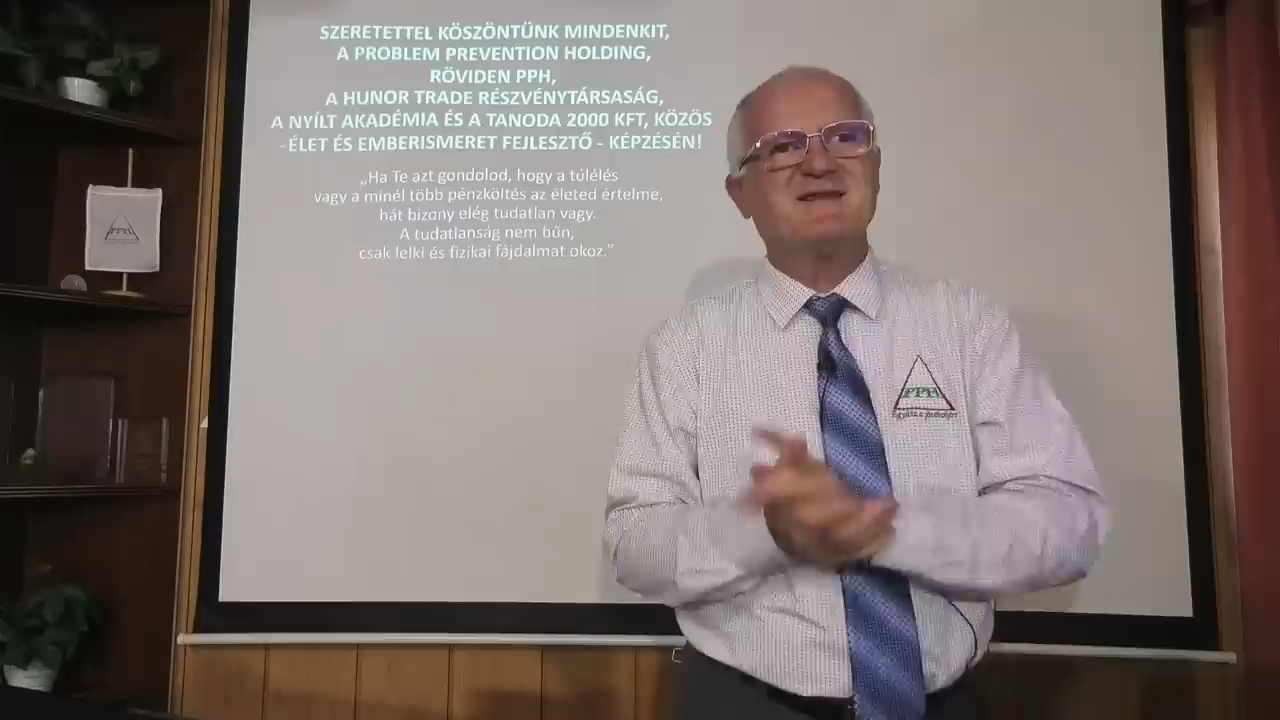 SZERETETTEL KÖSZÖNTÜNK MINDENKIT,
A PROBLEM PREVENTION HOLDING,
RÖVIDEN PPH,
A HUNOR TRADE RÉSZVÉNYTÁRSASÁG,
A NYÍLT AKADÉMIA ÉS A TANODA 2000 KFT, KÖZÖS
-ÉLET ÉS EMBERISMERET FEJLESZTŐ - KÉPZÉSÉN!
„Ha Te azt gondolod, hogy a túlélés
vagy a minél több pénzköltés az életed értelme,
hát bizony elég tudatlan vagy.
A tudatlanság nem bűn,
csak lelki és fizikai fájdalmat okoz.”
PPH
PPH